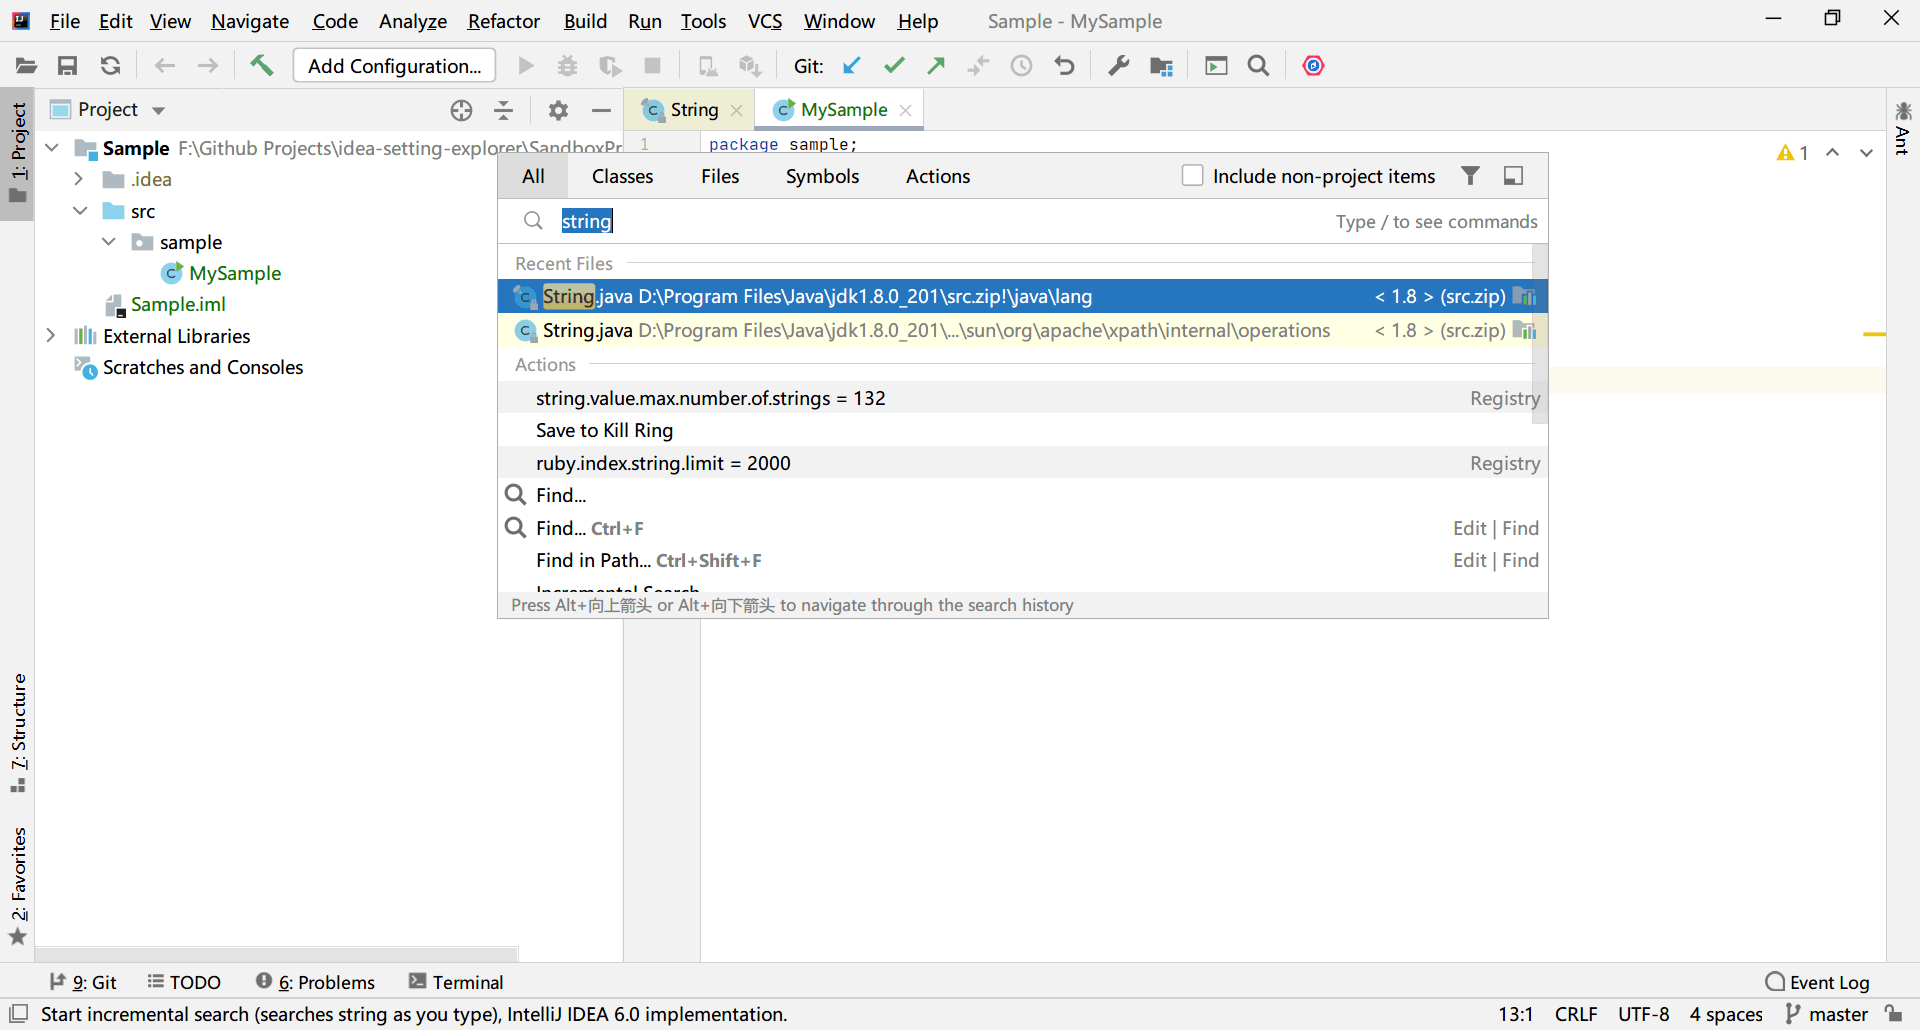 File Edit View Navigate Code Analyze Refactor Build Run Tools VCS Window Help Sample - MySample
Add Configuration... Git:
Project String MySample
1: Project
Ant
Sample F:\Github Projects\idea-setting-explorer\SandboxPr
1 package sample;
1
.idea
src
sample
MySample
Sample.iml
External Libraries
Scratches and Consoles
All Classes Files Symbols Actions Include non-project items
string Type / to see commands
Recent Files
String.java D:\Program Files\Java\jdk1.8.0_201\src.zip!\java\lang < 1.8 > (src.zip)
String.java D:\Program Files\Java\jdk1.8.0_201\...\sun\org\apache\xpath\internal\operations < 1.8 > (src.zip)
Actions
string.value.max.number.of.strings = 132 Registry
Save to Kill Ring
ruby.index.string.limit = 2000 Registry
Find...
Find... Ctrl+F Edit | Find
Find in Path... Ctrl+Shift+F Edit | Find
Incremental Search
Press Alt+向上箭头 or Alt+向下箭头 to navigate through the search history
7: Structure
2: Favorites
9: Git TODO 6: Problems Terminal Event Log
Start incremental search (searches string as you type), IntelliJ IDEA 6.0 implementation. 13:1 CRLF UTF-8 4 spaces master